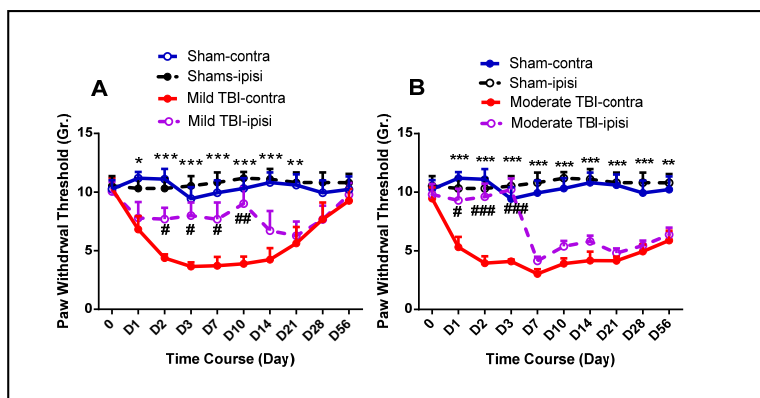 A
Sham-contra
Shams-ipisi
Mild TBI-contra
Mild TBI-ipisi
Paw Withdrwal Threshold (Gr.)
15
10
5
0
* *** *** *** *** *** **
# # # ##
0 D1 D2 D3 D7 D10 D14 D21 D28 D56
Time Course (Day)
B
Sham-contra
Sham-ipisi
Moderate TBI-contra
Moderate TBI-ipisi
Paw Withdrwal Threshold (Gr.)
15
10
5
0
*** *** *** *** *** *** *** *** **
# ### ###
0 D1 D2 D3 D7 D10 D14 D21 D28 D56
Time Course (Day)